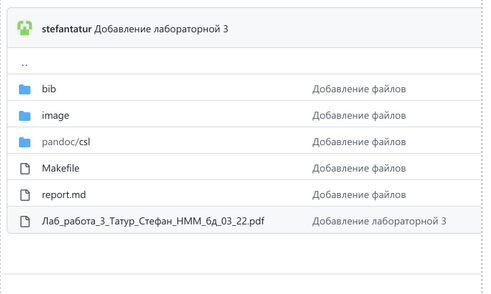 stefantatur Добавление лабораторной 3
..
bib Добавление файлов
image Добавление файлов
pandoc/csl Добавление файлов
Makefile Добавление файлов
report.md Добавление файлов
Лаб_работа_3_Татур_Стефан_НММ_бд_03_22.pdf Добавление лабораторной 3